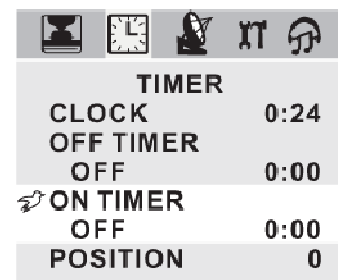 TIMER
CLOCK 0:24
OFF TIMER
OFF 0:00
ON TIMER
OFF 0:00
POSITION 0